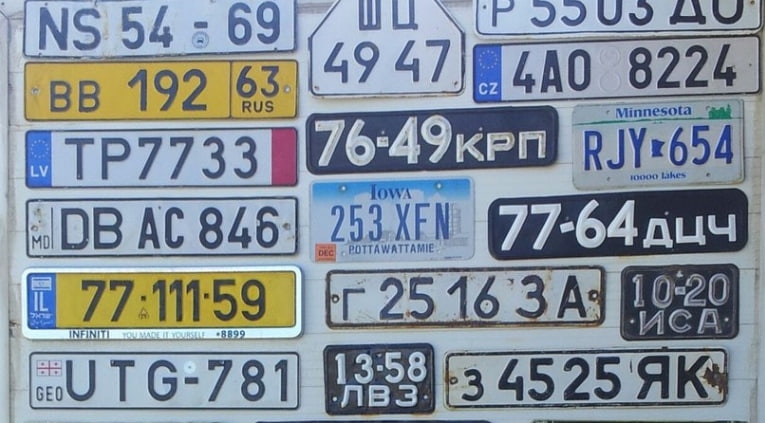 NS 54-69
ШЦ
49 47
Р 5503 ДО
CZ 4A0 8224
ВВ 192 63
RUS
76-49 КРП
Minnesota
RJY 654
10000 lakes
LV TP7733
IOWA
253 XFN
DEC
POTTAWATTAMIE
77-64 ДЦЧ
MD DB AC 846
IL
ישראל
77·111·59
INFINITI YOU MADE IT YOURSELF *8899
Г 25 16 ЗА
10-20
ИСА
GEO UTG-781
13-58
ЛВЗ
З 45 25 ЯК